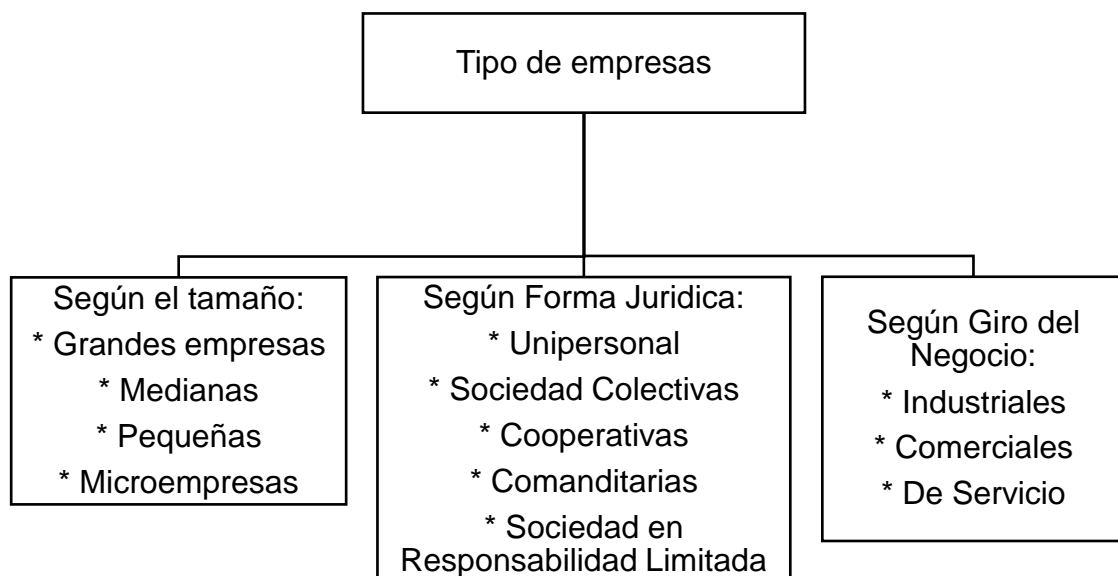 Tipo de empresas
Según el tamaño:
* Grandes empresas
* Medianas
* Pequeñas
* Microempresas
Según Forma Juridica:
* Unipersonal
* Sociedad Colectivas
* Cooperativas
* Comanditarias
* Sociedad en
Responsabilidad Limitada
Según Giro del
Negocio:
* Industriales
* Comerciales
* De Servicio